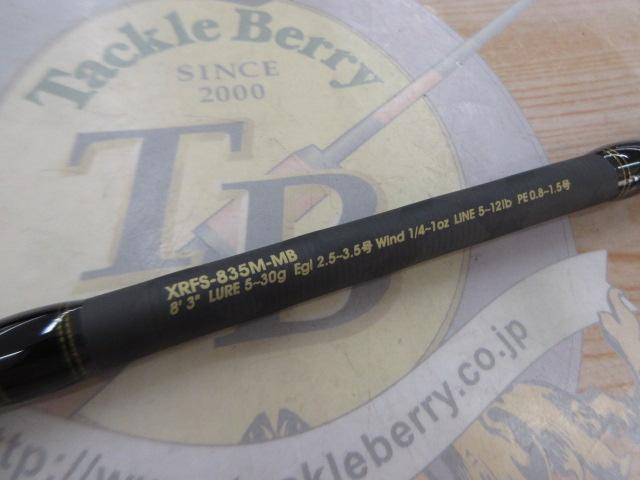 Tackle Berry
SINCE
2000
TB
XRFS-835M-MB
8' 3" LURE 5~30g Egi 2.5~3.5号 Wind 1/4~1oz LINE 5~12lb PE 0.8~1.5号
http://www.tackleberry.co.jp